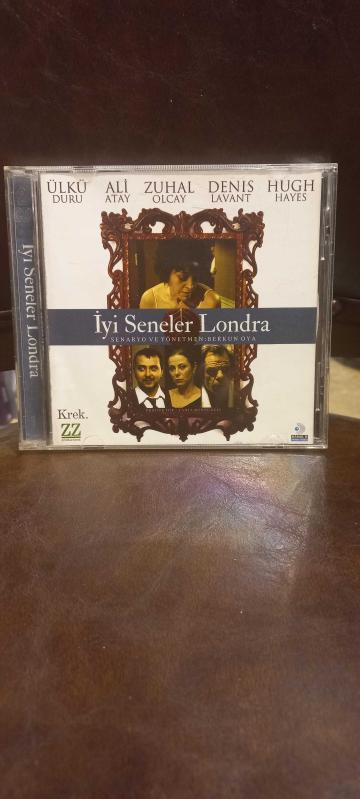 ÜLKÜ DURU
ALİ ATAY
ZUHAL OLCAY
DENIS LAVANT
HUGH HAYES
İyi Seneler Londra
SENARYO VE YÖNETMEN: BERKUN OYA
Krek.
ZZ
İyi Seneler Londra